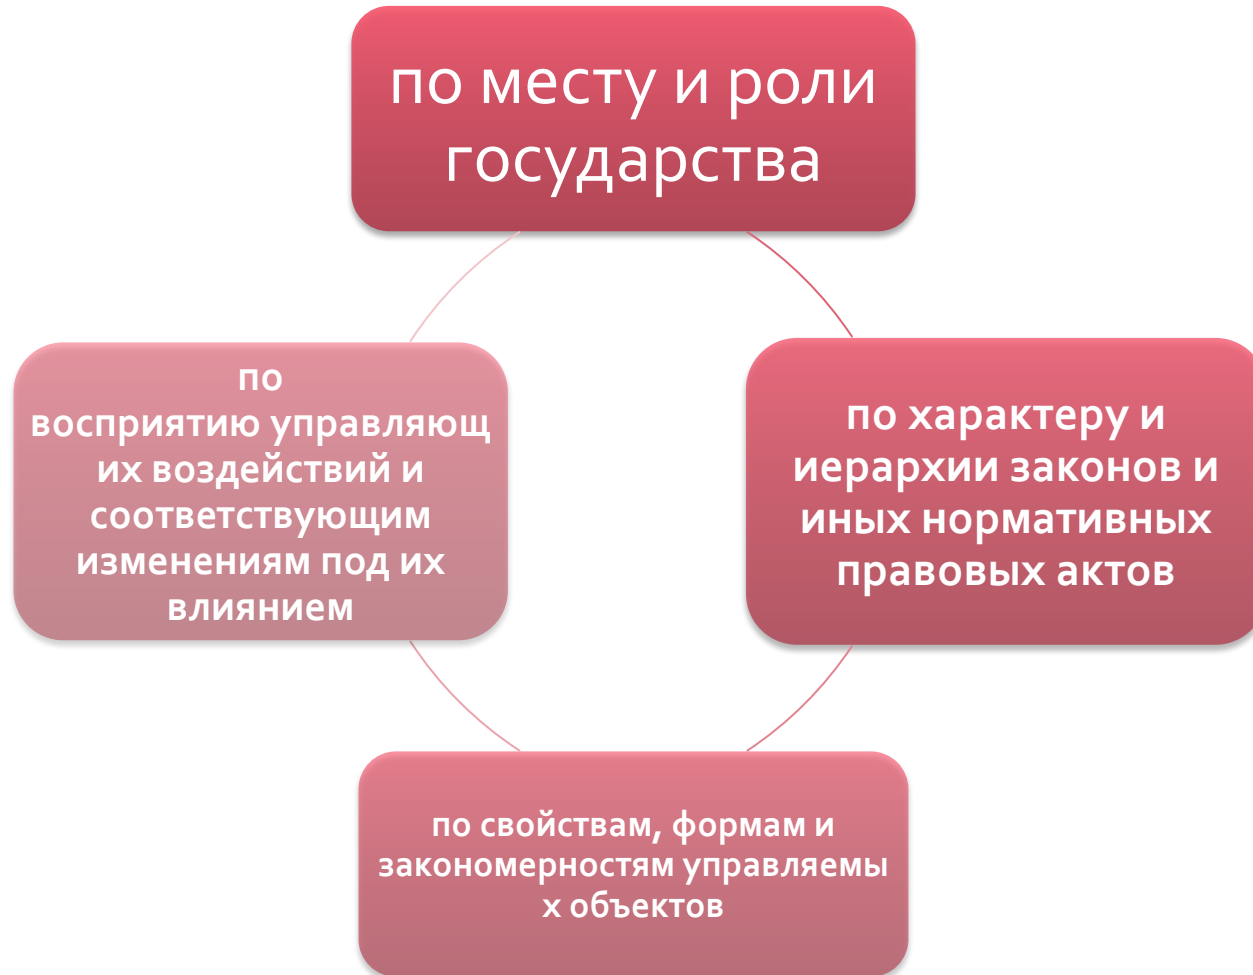 по месту и роли
государства
по
восприятию управляющ
их воздействий и
соответствующим
изменениям под их
влиянием
по характеру и
иерархии законов и
иных нормативных
правовых актов
по свойствам, формам и
закономерностям управляемы
х объектов